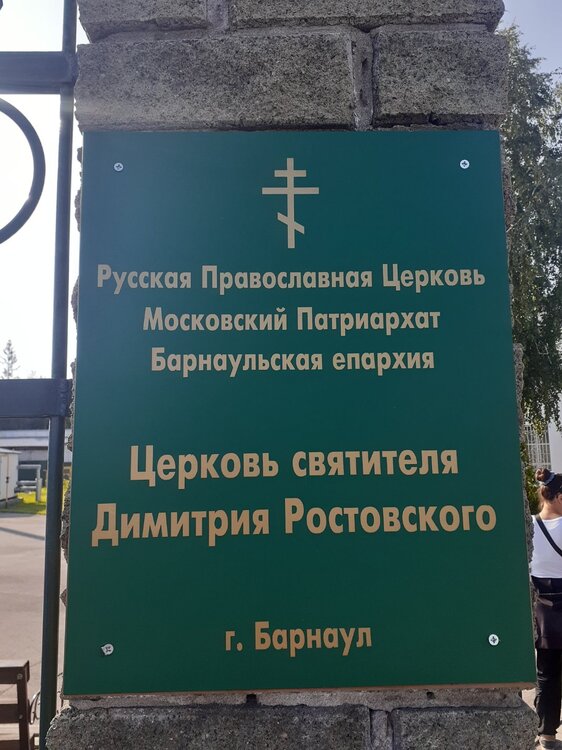 Русская Православная Церковь
Московский Патриархат
Барнаульская епархия
Церковь святителя
Димитрия Ростовского
г. Барнаул